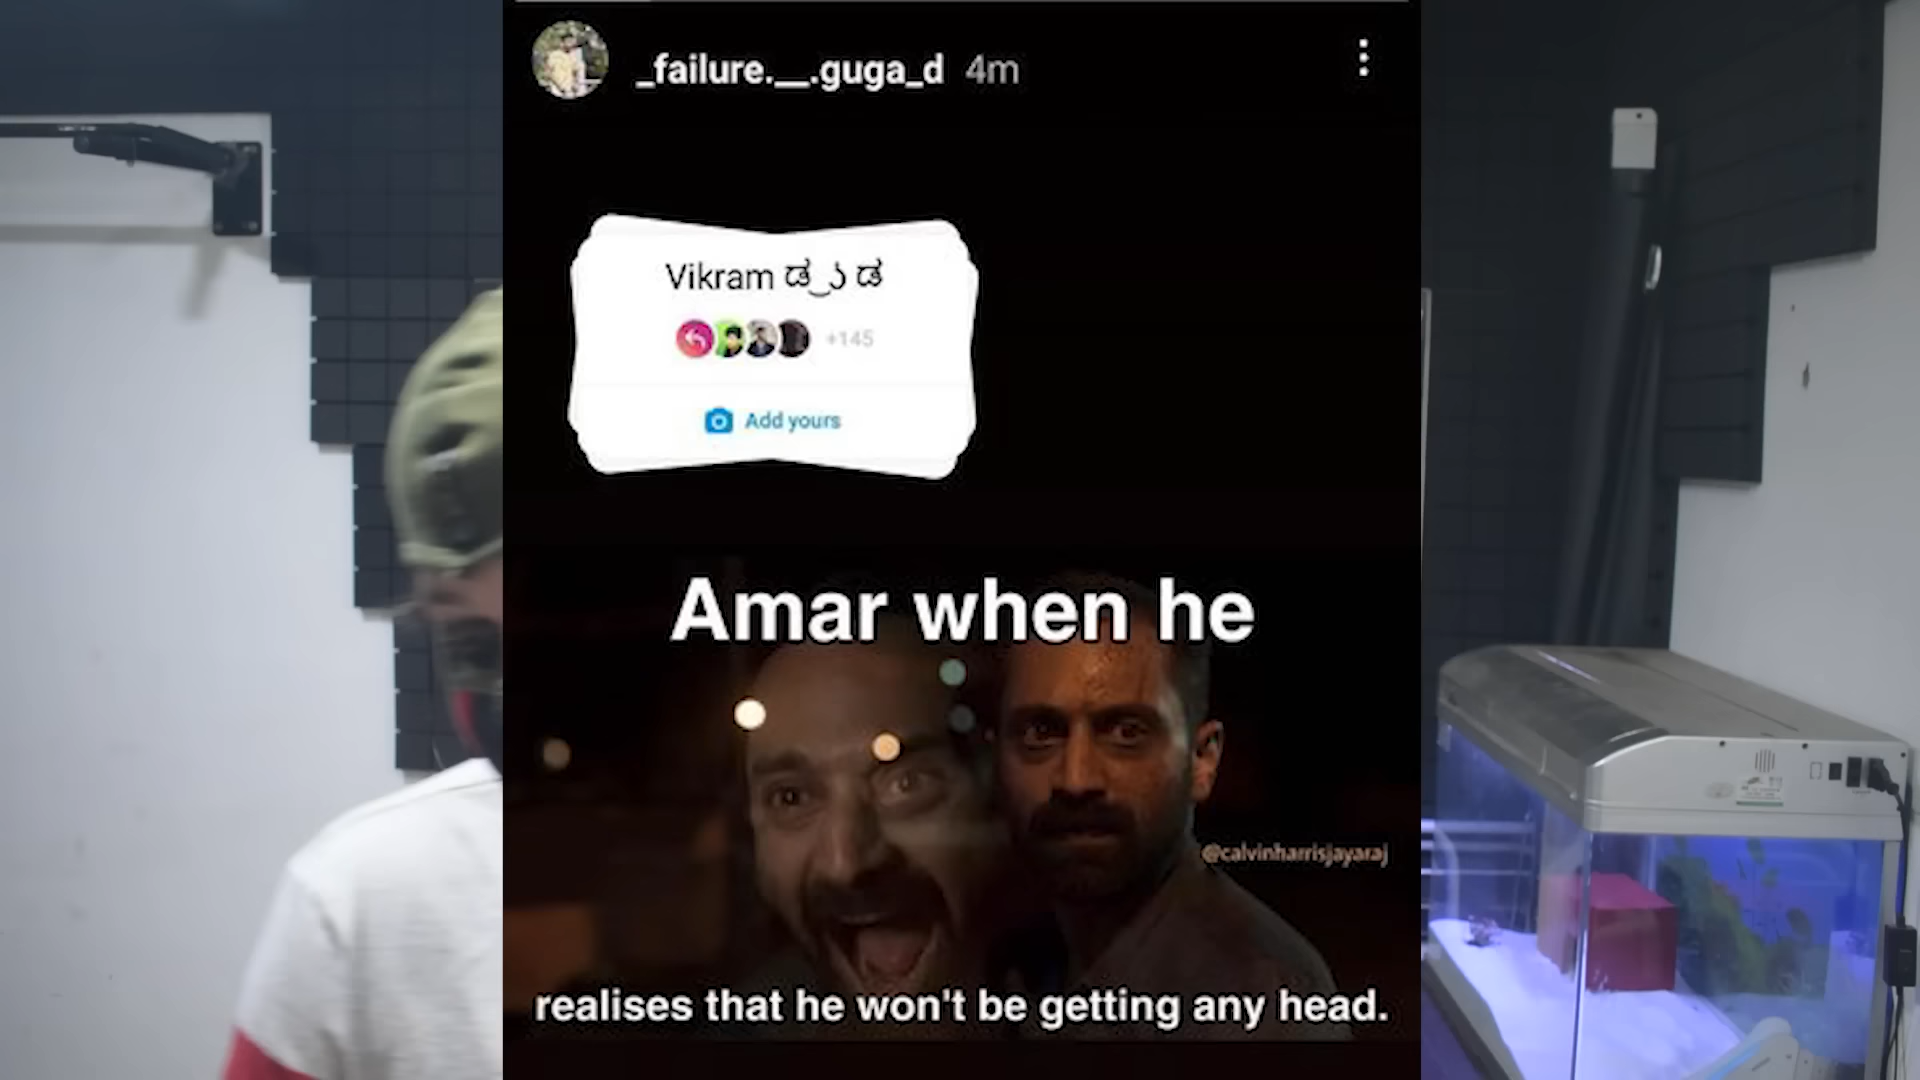 _failure.__.guga_d 4m
Vikram ಡ ͜ ʖ ಡ
+145
Add yours
Amar when he
@calvinharrisjayaraj
realises that he won't be getting any head.